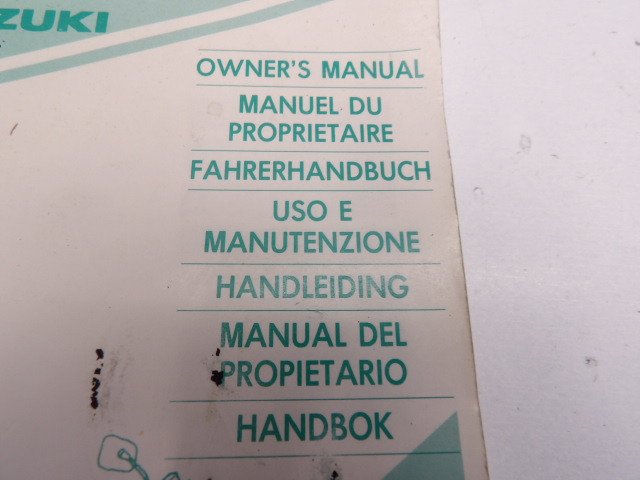 ZUKI
OWNER'S MANUAL
MANUEL DU
PROPRIETAIRE
FAHRERHANDBUCH
USO E
MANUTENZIONE
HANDLEIDING
MANUAL DEL
PROPIETARIO
HANDBOK